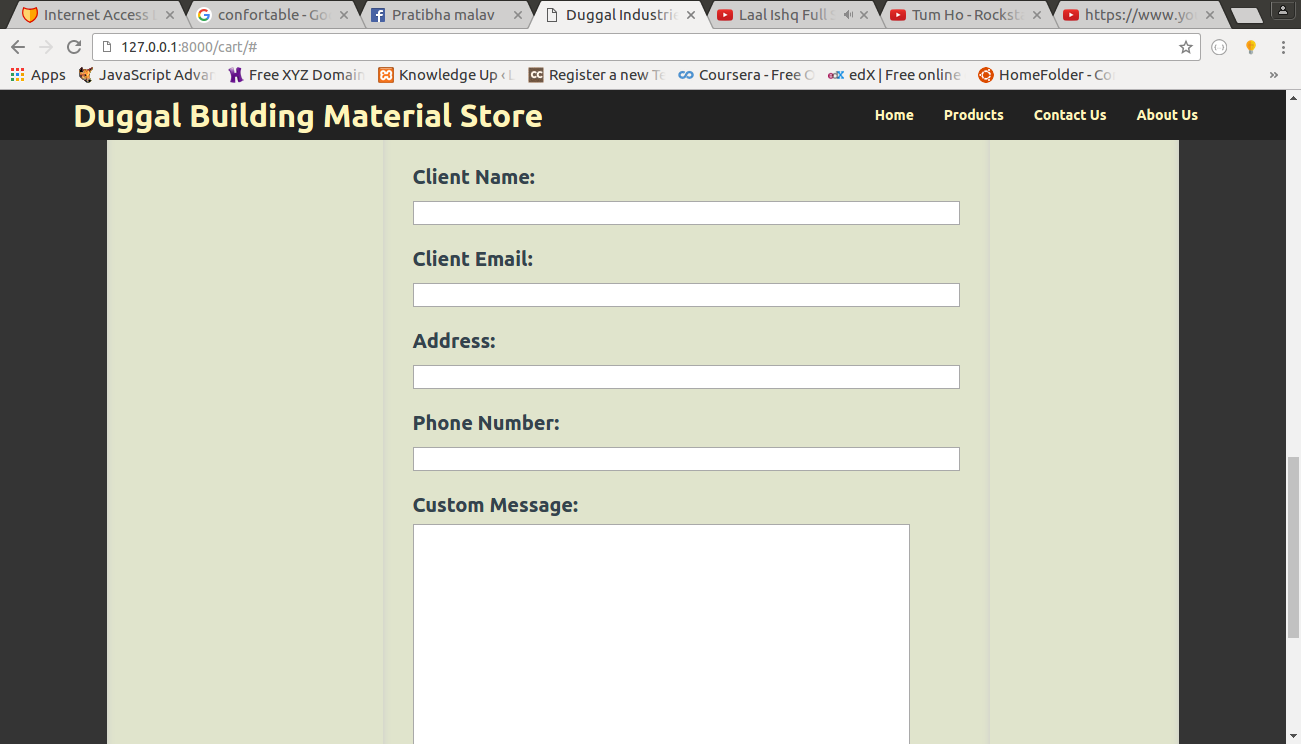 Internet Access confortable - Go Pratibha malav Duggal Industrie Laal Ishq Full Tum Ho - Rockst https://www.yo
127.0.0.1:8000/cart/#
Apps JavaScript Advan Free XYZ Domain Knowledge Up ‹ L Register a new Te Coursera - Free O edX | Free online HomeFolder - Co »
Duggal Building Material Store Home Products Contact Us About Us
Client Name:
Client Email:
Address:
Phone Number:
Custom Message: